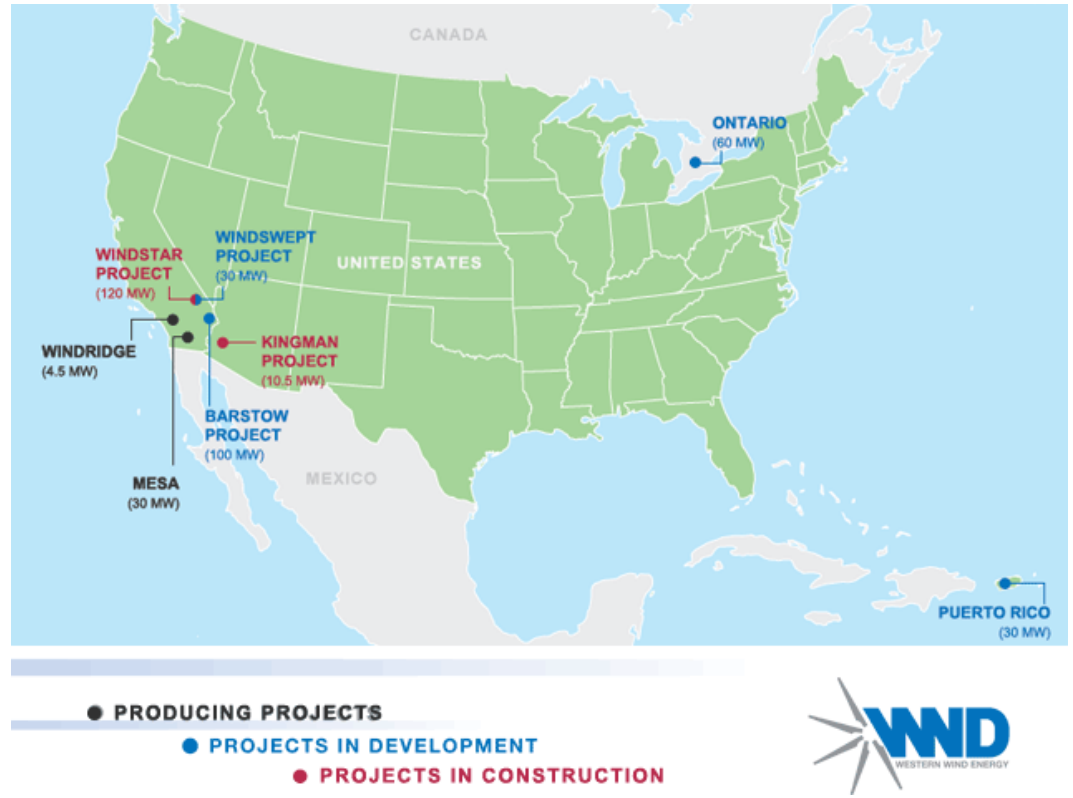 CANADA
ONTARIO
(60 MW)
WINDSWEPT
PROJECT
(30 MW)
WINDSTAR
PROJECT
(120 MW)
UNITED STATES
WINDRIDGE
(4.5 MW)
KINGMAN
PROJECT
(10.5 MW)
BARSTOW
PROJECT
(100 MW)
MESA
(30 MW)
MEXICO
PUERTO RICO
(30 MW)
PRODUCING PROJECTS
PROJECTS IN DEVELOPMENT
PROJECTS IN CONSTRUCTION
WND
WESTERN WIND ENERGY